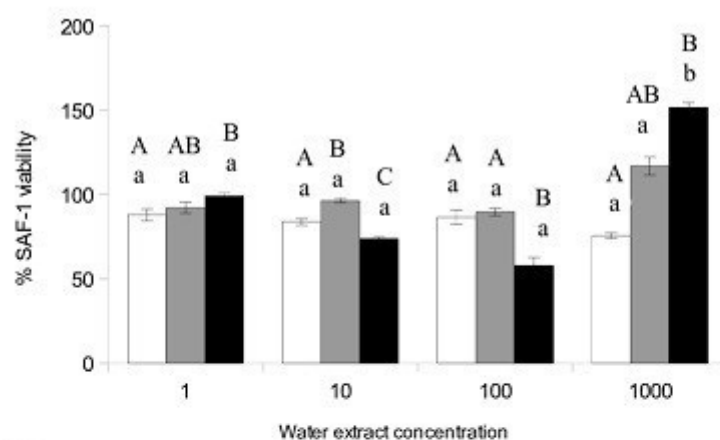 200
150
100
50
0
% SAF-1 viability
A
a
AB
a
B
a
A
a
B
a
C
a
A
a
A
a
B
a
A
a
AB
a
B
b
1
10
100
1000
Water extract concentration